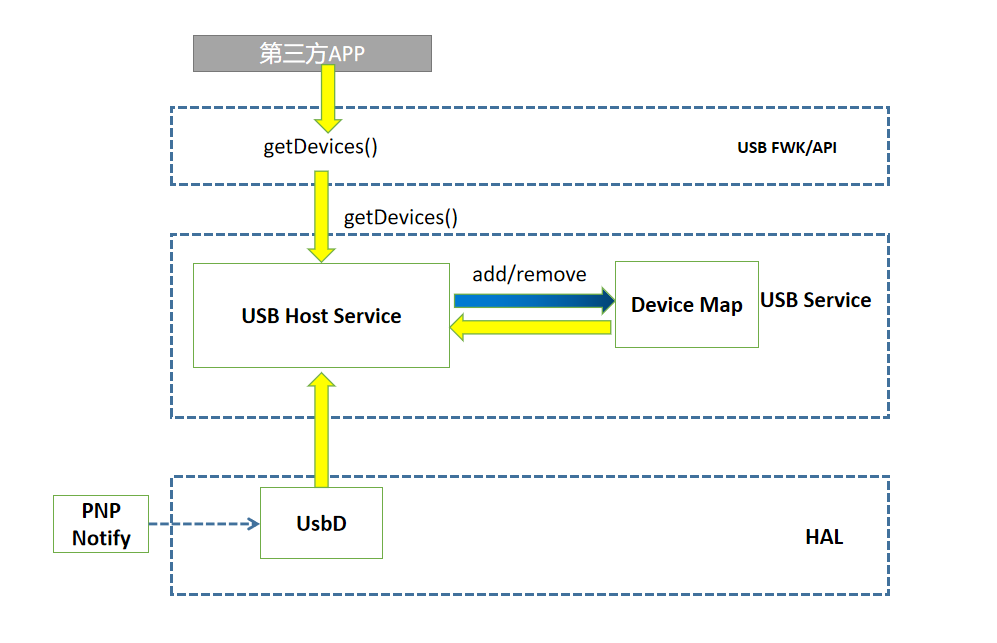 第三方APP
getDevices()
USB FWK/API
getDevices()
add/remove
USB Host Service
Device Map
USB Service
PNP
Notify
UsbD
HAL